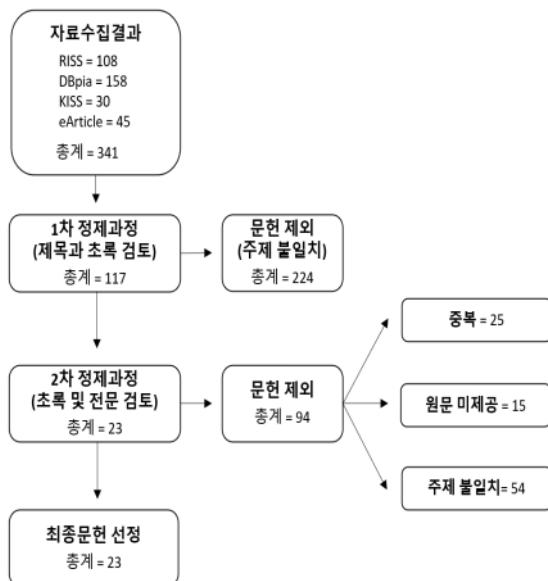 자료수집결과
RISS = 108
DBpia = 158
KISS = 30
eArticle = 45
총계 = 341
1차 정제과정
(제목과 초록 검토)
총계 = 117
문헌 제외
(주제 불일치)
총계 = 224
2차 정제과정
(초록 및 전문 검토)
총계 = 23
문헌 제외
총계 = 94
중복 = 25
원문 미제공 = 15
주제 불일치= 54
최종문헌 선정
총계 = 23